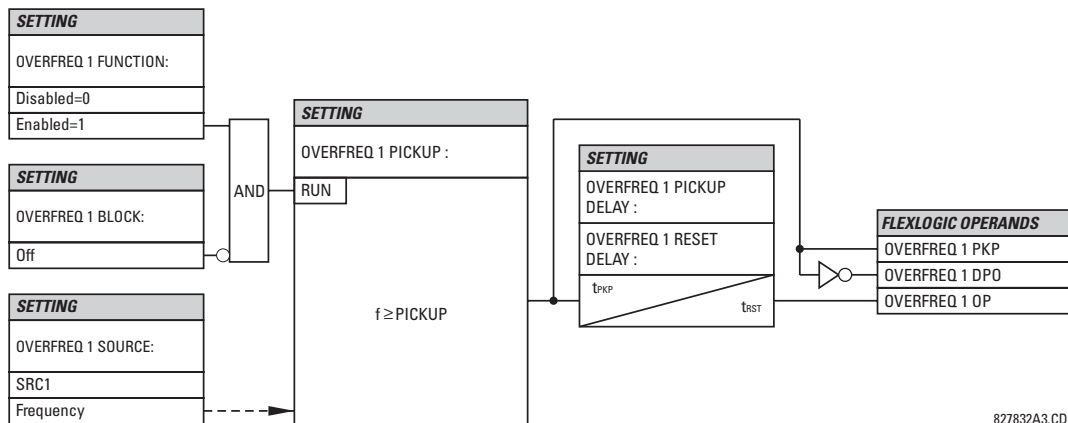 SETTING
OVERFREQ 1 FUNCTION:
Disabled=0
Enabled=1
SETTING
OVERFREQ 1 BLOCK:
Off
SETTING
OVERFREQ 1 SOURCE:
SRC1
Frequency
AND
SETTING
OVERFREQ 1 PICKUP :
RUN
f ≥ PICKUP
SETTING
OVERFREQ 1 PICKUP
DELAY :
OVERFREQ 1 RESET
DELAY :
tPKP
tRST
FLEXLOGIC OPERANDS
OVERFREQ 1 PKP
OVERFREQ 1 DPO
OVERFREQ 1 OP
827832A3.CD